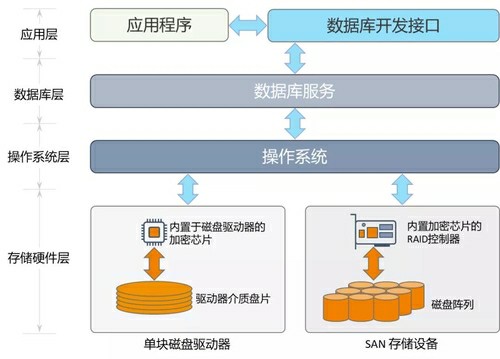 应用层
应用程序
数据库开发接口
数据库层
数据库服务
操作系统层
操作系统
存储硬件层
内置于磁盘驱动器的
加密芯片
驱动器介质盘片
单块磁盘驱动器
内置加密芯片的
RAID控制器
磁盘阵列
SAN 存储设备